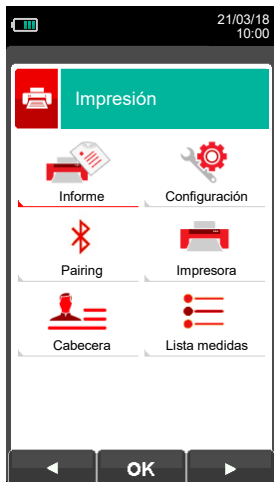 21/03/18
10:00
Impresión
Informe
Configuración
Pairing
Impresora
Cabecera
Lista medidas
OK